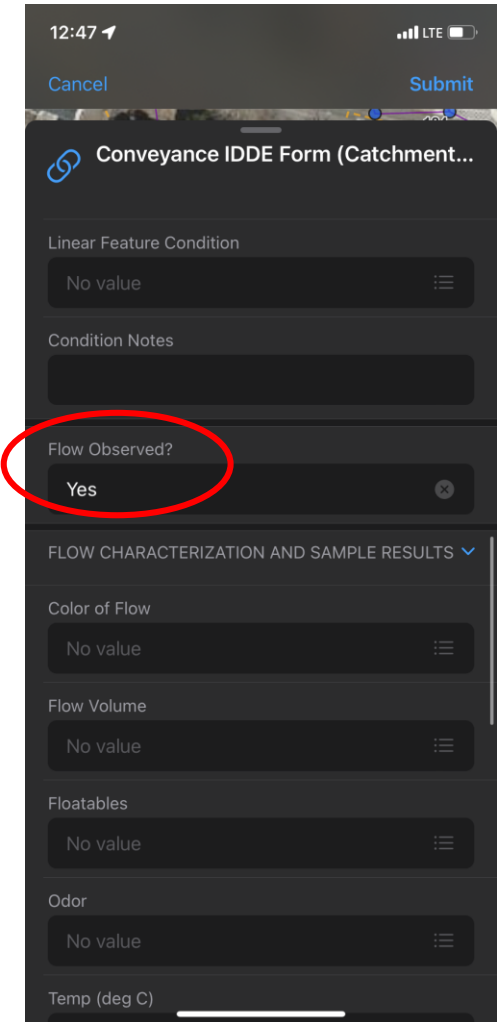 12:47
LTE
Cancel
Submit
Conveyance IDDE Form (Catchment...
Linear Feature Condition
No value
Condition Notes
Flow Observed?
Yes
FLOW CHARACTERIZATION AND SAMPLE RESULTS
Color of Flow
No value
Flow Volume
No value
Floatables
No value
Odor
No value
Temp (deg C)